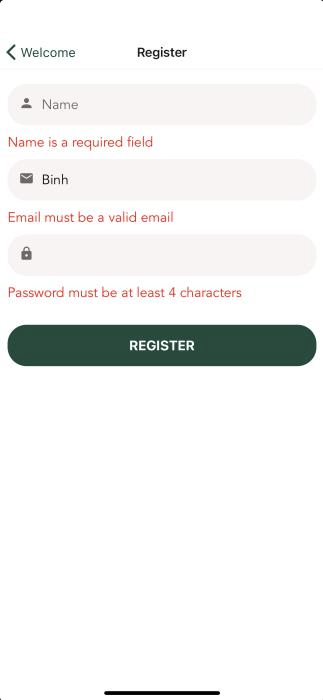 Welcome
Register
Name
Name is a required field
Binh
Email must be a valid email
Password must be at least 4 characters
REGISTER